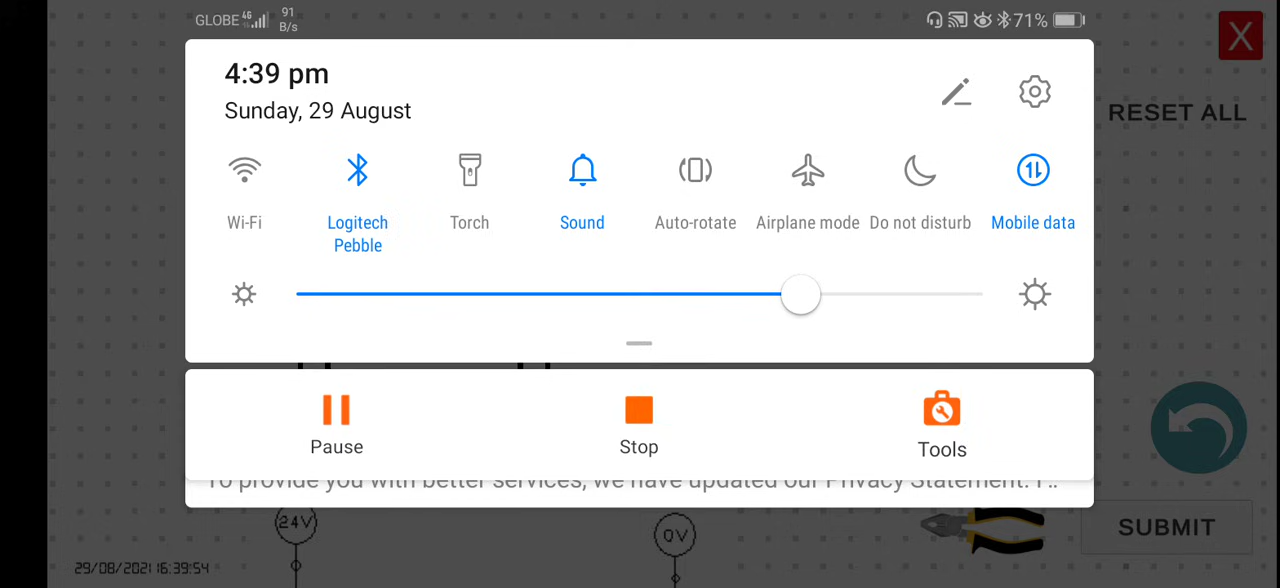 GLOBE 4G 91 B/s 71%
X
4:39 pm
Sunday, 29 August
RESET ALL
Wi-Fi Logitech Pebble Torch Sound Auto-rotate Airplane mode Do not disturb Mobile data
Pause Stop Tools
To provide you with better services, we have updated our Privacy Statement. I…
24V 0V
SUBMIT
29/08/2021 16:39:54